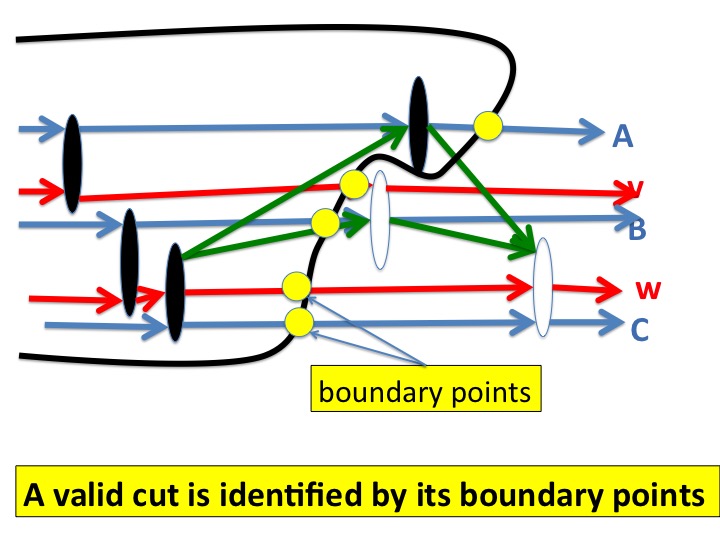 A
v
B
w
C
boundary points
A valid cut is identified by its boundary points